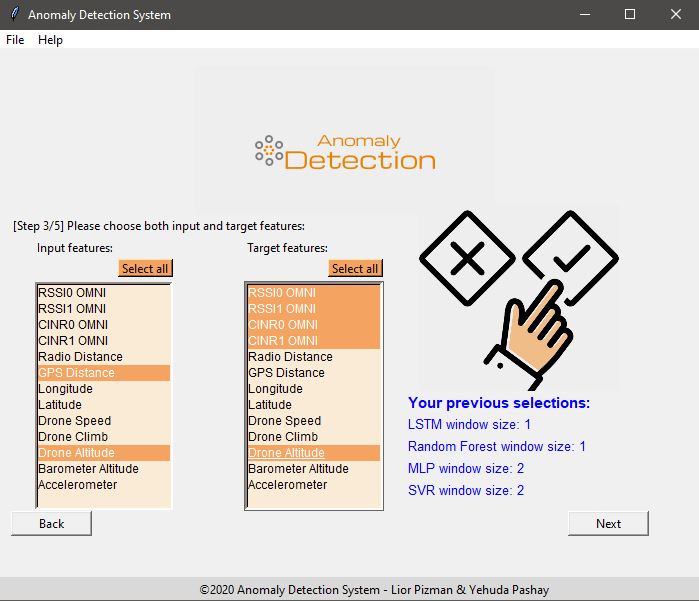 Anomaly Detection System
File Help
Anomaly
Detection
[Step 3/5] Please choose both input and target features:
Input features:
Select all
RSSI0 OMNI
RSSI1 OMNI
CINR0 OMNI
CINR1 OMNI
Radio Distance
GPS Distance
Longitude
Latitude
Drone Speed
Drone Climb
Drone Altitude
Barometer Altitude
Accelerometer
Target features:
Select all
RSSI0 OMNI
RSSI1 OMNI
CINR0 OMNI
CINR1 OMNI
Radio Distance
GPS Distance
Longitude
Latitude
Drone Speed
Drone Climb
Drone Altitude
Barometer Altitude
Accelerometer
Your previous selections:
LSTM window size: 1
Random Forest window size: 1
MLP window size: 2
SVR window size: 2
Back
Next
©2020 Anomaly Detection System - Lior Pizman & Yehuda Pashay